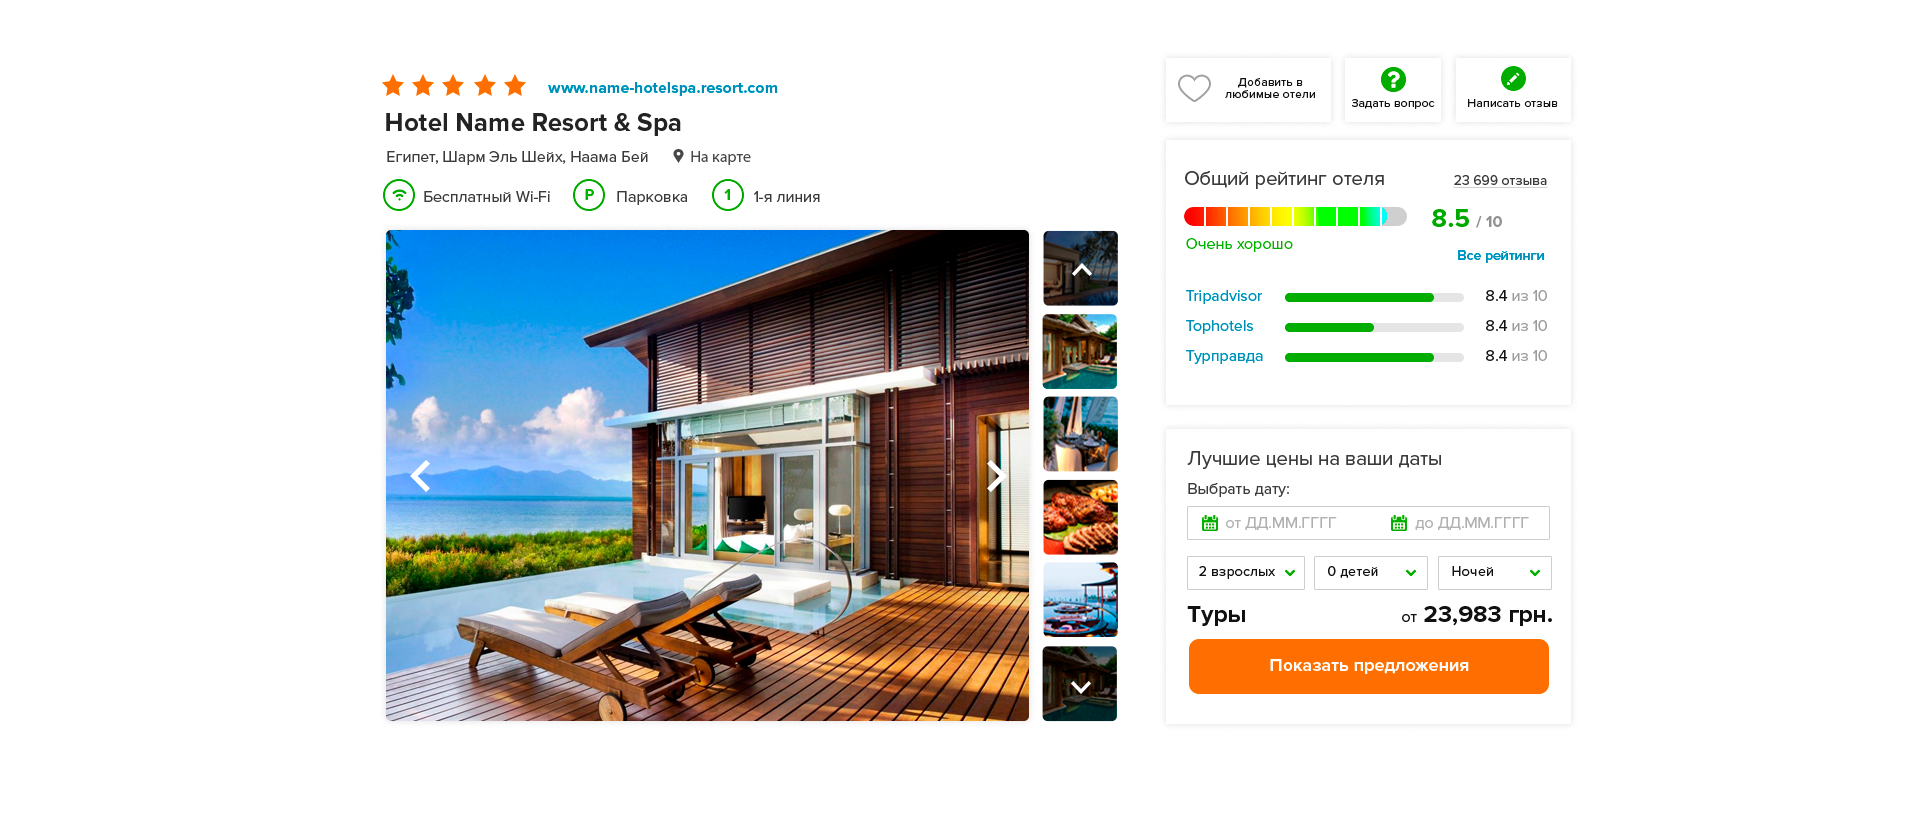 www.name-hotelspa.resort.com
Hotel Name Resort & Spa
Египет, Шарм Эль Шейх, Наама Бей
На карте
Бесплатный Wi-Fi
P
Парковка
1
1-я линия
Добавить в
любимые отели
?
Задать вопрос
Написать отзыв
Общий рейтинг отеля
23 699 отзыва
8.5 / 10
Очень хорошо
Все рейтинги
Tripadvisor 8.4 из 10
Tophotels 8.4 из 10
Турправда 8.4 из 10
Лучшие цены на ваши даты
Выбрать дату:
от ДД.ММ.ГГГГ до ДД.ММ.ГГГГ
2 взрослых 0 детей Ночей
Туры от 23,983 грн.
Показать предложения